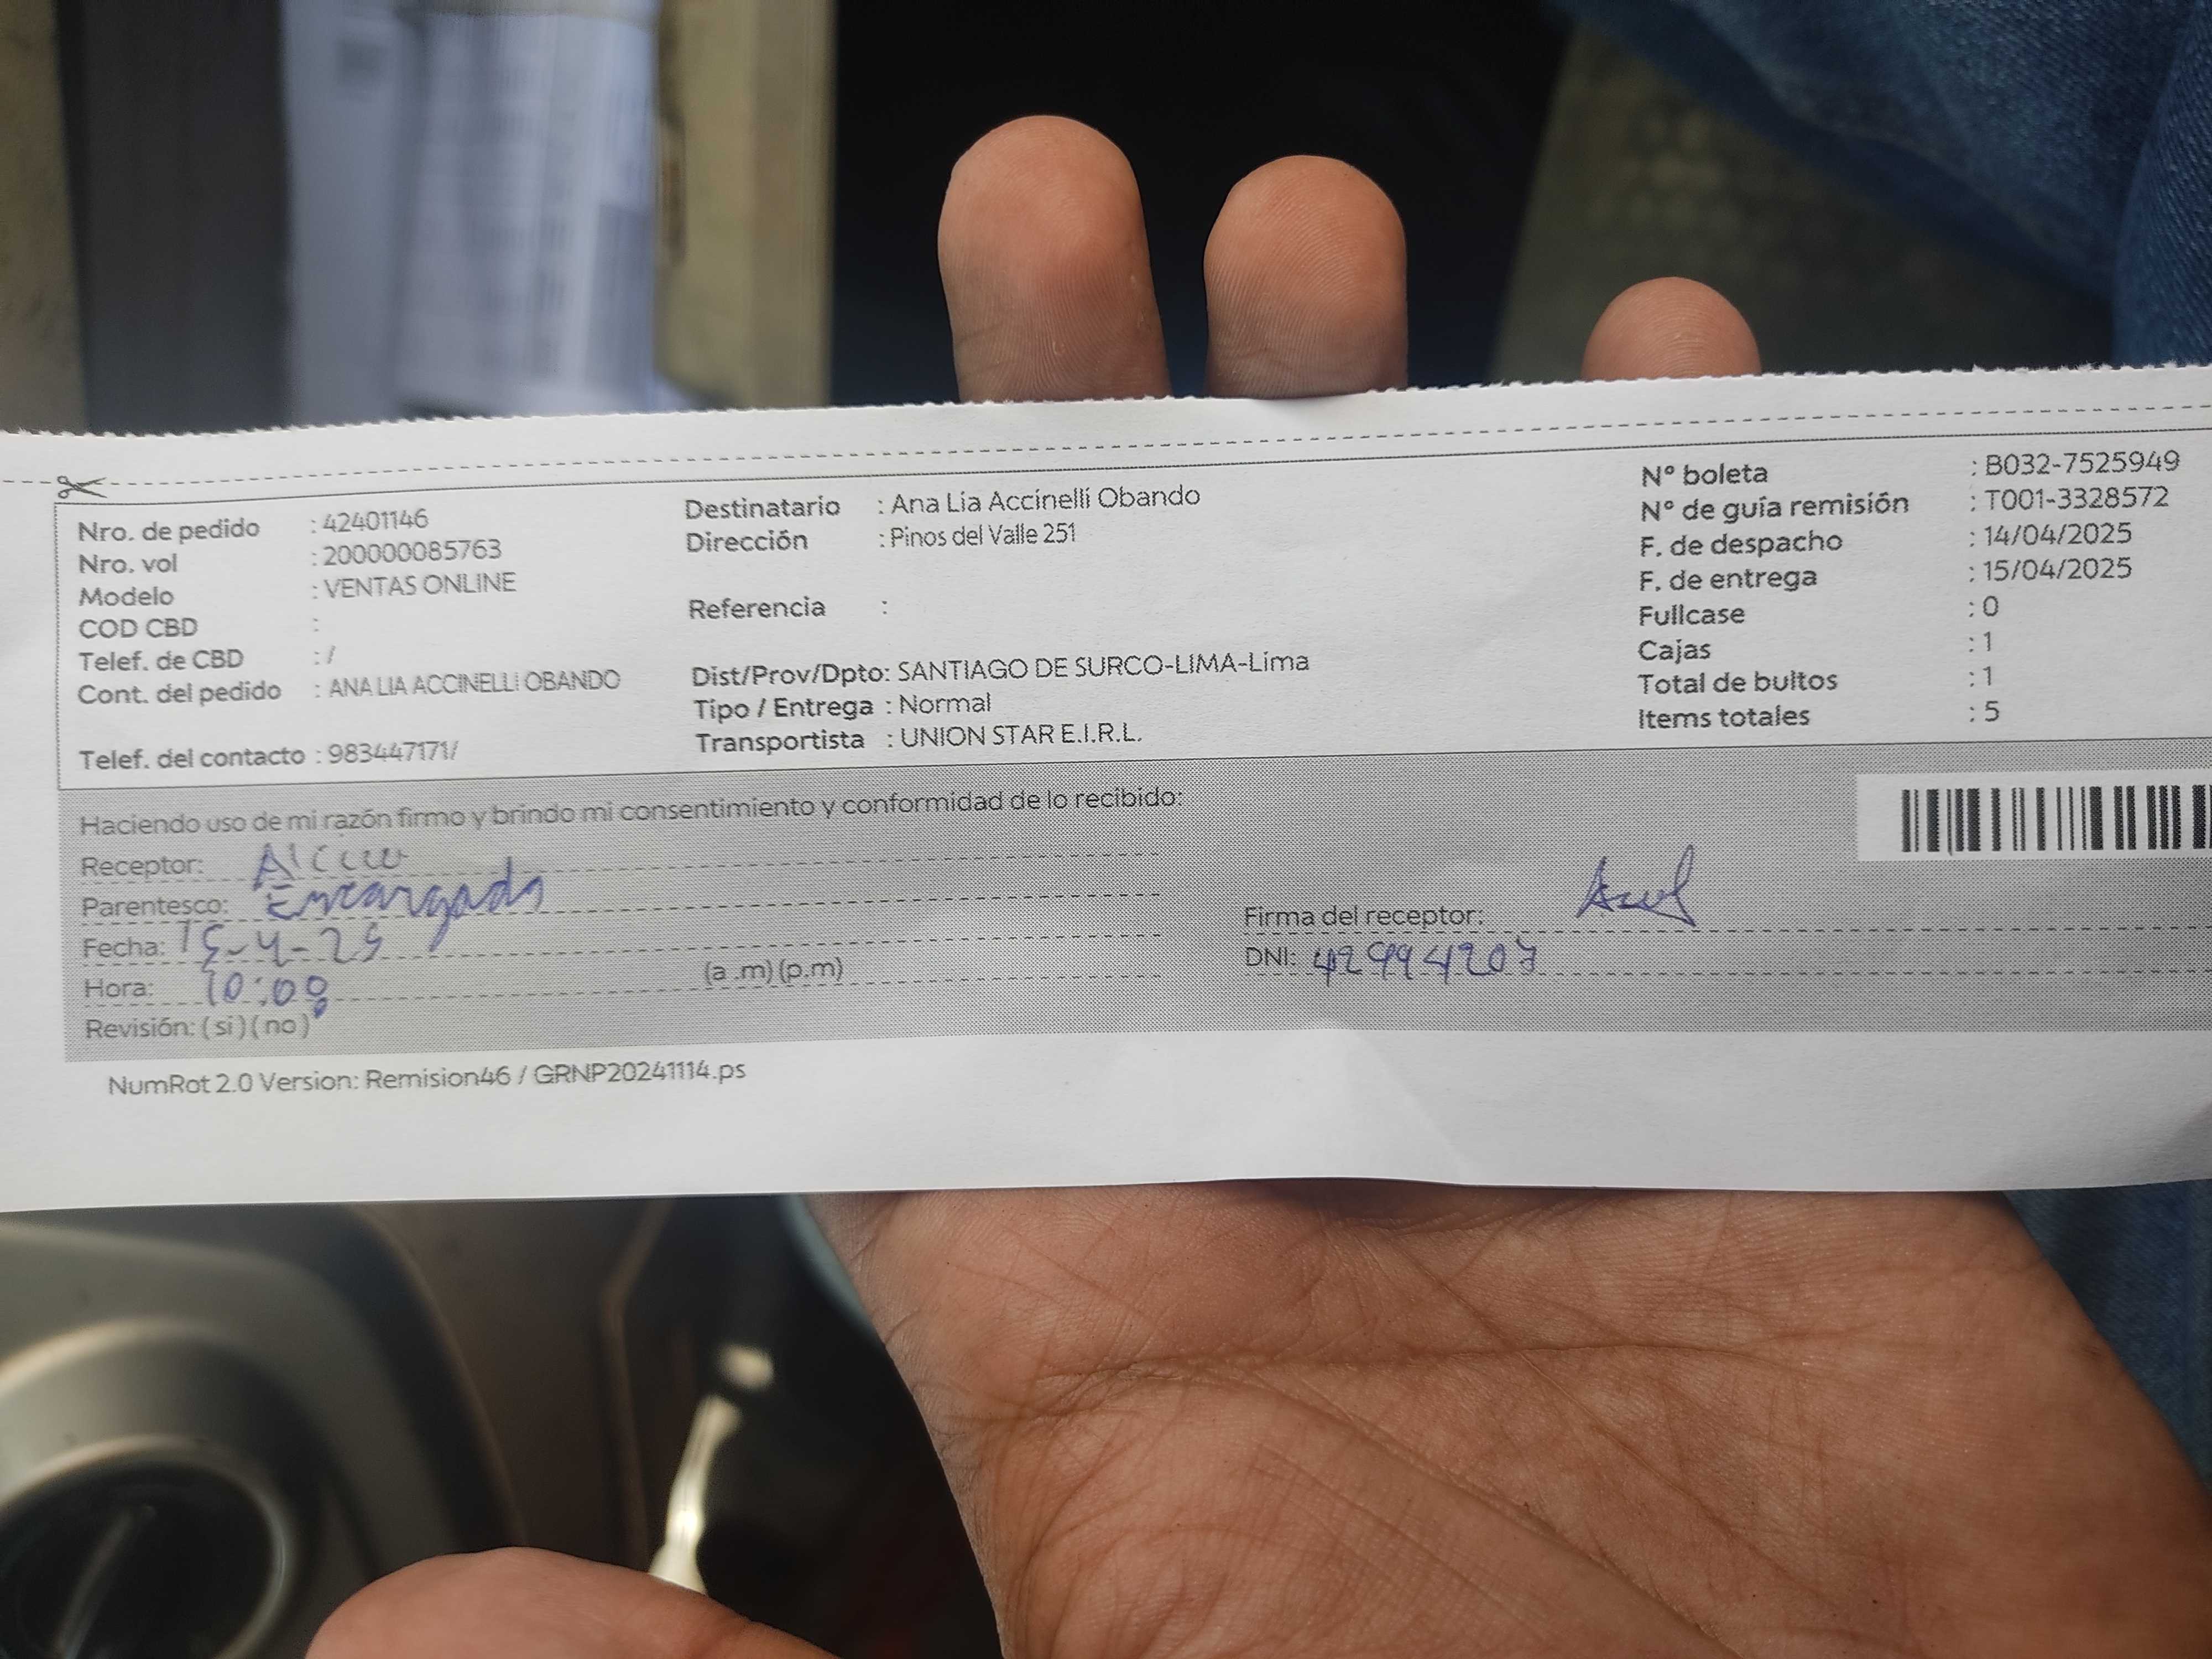 Nro. de pedido : 42401146
Nro. vol : 200000085763
Modelo : VENTAS ONLINE
COD CBD :
Telef. de CBD : /
Cont. del pedido : ANA LIA ACCINELLI OBANDO
Telef. del contacto : 983447171/
Destinatario : Ana Lía Accinelli Obando
Dirección : Pinos del Valle 251
Referencia :
Dist/Prov/Dpto: SANTIAGO DE SURCO-LIMA-Lima
Tipo / Entrega : Normal
Transportista : UNION STAR E.I.R.L.
Nº boleta : B032-7525949
Nº de guía remisión : T001-3328572
F. de despacho : 14/04/2025
F. de entrega : 15/04/2025
Fullcase : 0
Cajas : 1
Total de bultos : 1
Items totales : 5
Haciendo uso de mi razón firmo y brindo mi consentimiento y conformidad de lo recibido:
Receptor:
Parentesco: Encargado
Fecha: 15-4-25
Hora: 10:00 (a .m) (p.m)
Revisión: ( si ) ( no )
Firma del receptor:
DNI: 42994207
NumRot 2.0 Version: Remision46 / GRNP20241114.ps